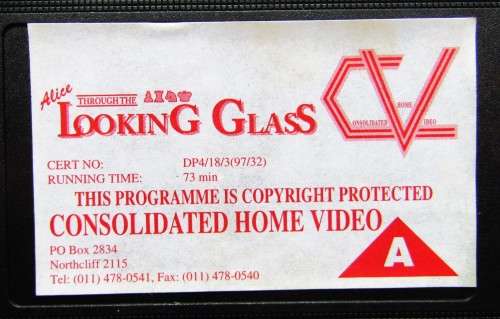 Alice
THROUGH THE
LOOKING GLASS
CONSOLIDATED HOME VIDEO
CERT NO: DP4/18/3(97/32)
RUNNING TIME: 73 min
THIS PROGRAMME IS COPYRIGHT PROTECTED
CONSOLIDATED HOME VIDEO
PO Box 2834
Northcliff 2115
Tel: (011) 478-0541, Fax: (011) 478-0540
A